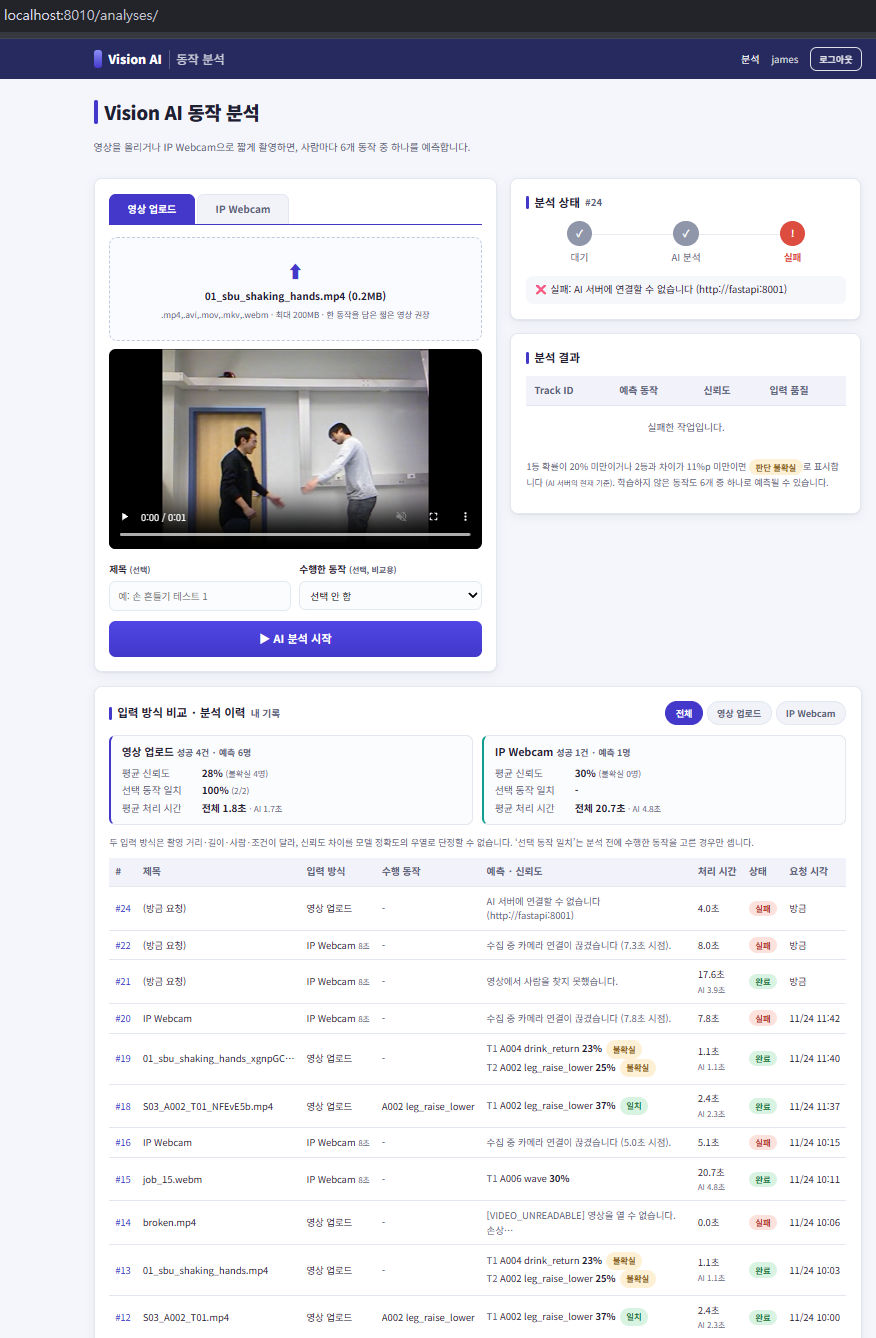 localhost:8010/analyses/
Vision AI 동작 분석
분석 james 로그아웃
Vision AI 동작 분석
영상을 올리거나 IP Webcam으로 짧게 촬영하면, 사람마다 6개 동작 중 하나를 예측합니다.
영상 업로드 IP Webcam
01_sbu_shaking_hands.mp4 (0.2MB)
.mp4,.avi,.mov,.mkv,.webm · 최대 200MB · 한 동작을 담은 짧은 영상 권장
0:00 / 0:01
제목 (선택) 수행한 동작 (선택, 비교용)
예: 손 흔들기 테스트 1 선택 안 함
▶ AI 분석 시작
분석 상태 #24
✓ ✓ !
대기 AI 분석 실패
❌ 실패: AI 서버에 연결할 수 없습니다 (http://fastapi:8001)
분석 결과
Track ID 예측 동작 신뢰도 입력 품질
실패한 작업입니다.
1등 확률이 20% 미만이거나 2등과 차이가 11%p 미만이면 판단 불확실 로 표시합
니다 (AI 서버의 현재 기준). 학습하지 않은 동작도 6개 중 하나로 예측될 수 있습니다.
입력 방식 비교 · 분석 이력 내 기록
전체 영상 업로드 IP Webcam
영상 업로드 성공 4건 · 예측 6명
평균 신뢰도 28% (불확실 4명)
선택 동작 일치 100% (2/2)
평균 처리 시간 전체 1.8초 · AI 1.7초
IP Webcam 성공 1건 · 예측 1명
평균 신뢰도 30% (불확실 0명)
선택 동작 일치 -
평균 처리 시간 전체 20.7초 · AI 4.8초
두 입력 방식은 촬영 거리·길이·사람·조건이 달라, 신뢰도 차이를 모델 정확도의 우열로 단정할 수 없습니다. ‘선택 동작 일치’는 분석 전에 수행한 동작을 고른 경우만 셉니다.
# 제목 입력 방식 수행 동작 예측 · 신뢰도 처리 시간 상태 요청 시각
#24 (방금 요청) 영상 업로드 - AI 서버에 연결할 수 없습니다 4.0초 실패 방금
(http://fastapi:8001)
#22 (방금 요청) IP Webcam 8초 - 수집 중 카메라 연결이 끊겼습니다 (7.3초 시점). 8.0초 실패 방금
#21 (방금 요청) IP Webcam 8초 - 영상에서 사람을 찾지 못했습니다. 17.6초 완료 방금
AI 3.9초
#20 IP Webcam IP Webcam 8초 - 수집 중 카메라 연결이 끊겼습니다 (7.8초 시점). 7.8초 실패 11/24 11:42
#19 01_sbu_shaking_hands_xgnpGC… 영상 업로드 - T1 A004 drink_return 23% 불확실 1.1초 완료 11/24 11:40
T2 A002 leg_raise_lower 25% 불확실 AI 1.1초
#18 S03_A002_T01_NFEvE5b.mp4 영상 업로드 A002 leg_raise_lower T1 A002 leg_raise_lower 37% 일치 2.4초 완료 11/24 11:37
AI 2.3초
#16 IP Webcam IP Webcam 8초 - 수집 중 카메라 연결이 끊겼습니다 (5.0초 시점). 5.1초 실패 11/24 10:15
#15 job_15.webm IP Webcam 8초 - T1 A006 wave 30% 20.7초 완료 11/24 10:11
AI 4.8초
#14 broken.mp4 영상 업로드 - [VIDEO_UNREADABLE] 영상을 열 수 없습니다. 0.0초 실패 11/24 10:06
손상…
#13 01_sbu_shaking_hands.mp4 영상 업로드 - T1 A004 drink_return 23% 불확실 1.1초 완료 11/24 10:03
T2 A002 leg_raise_lower 25% 불확실 AI 1.1초
#12 S03_A002_T01.mp4 영상 업로드 A002 leg_raise_lower T1 A002 leg_raise_lower 37% 일치 2.4초 완료 11/24 10:00
AI 2.3초